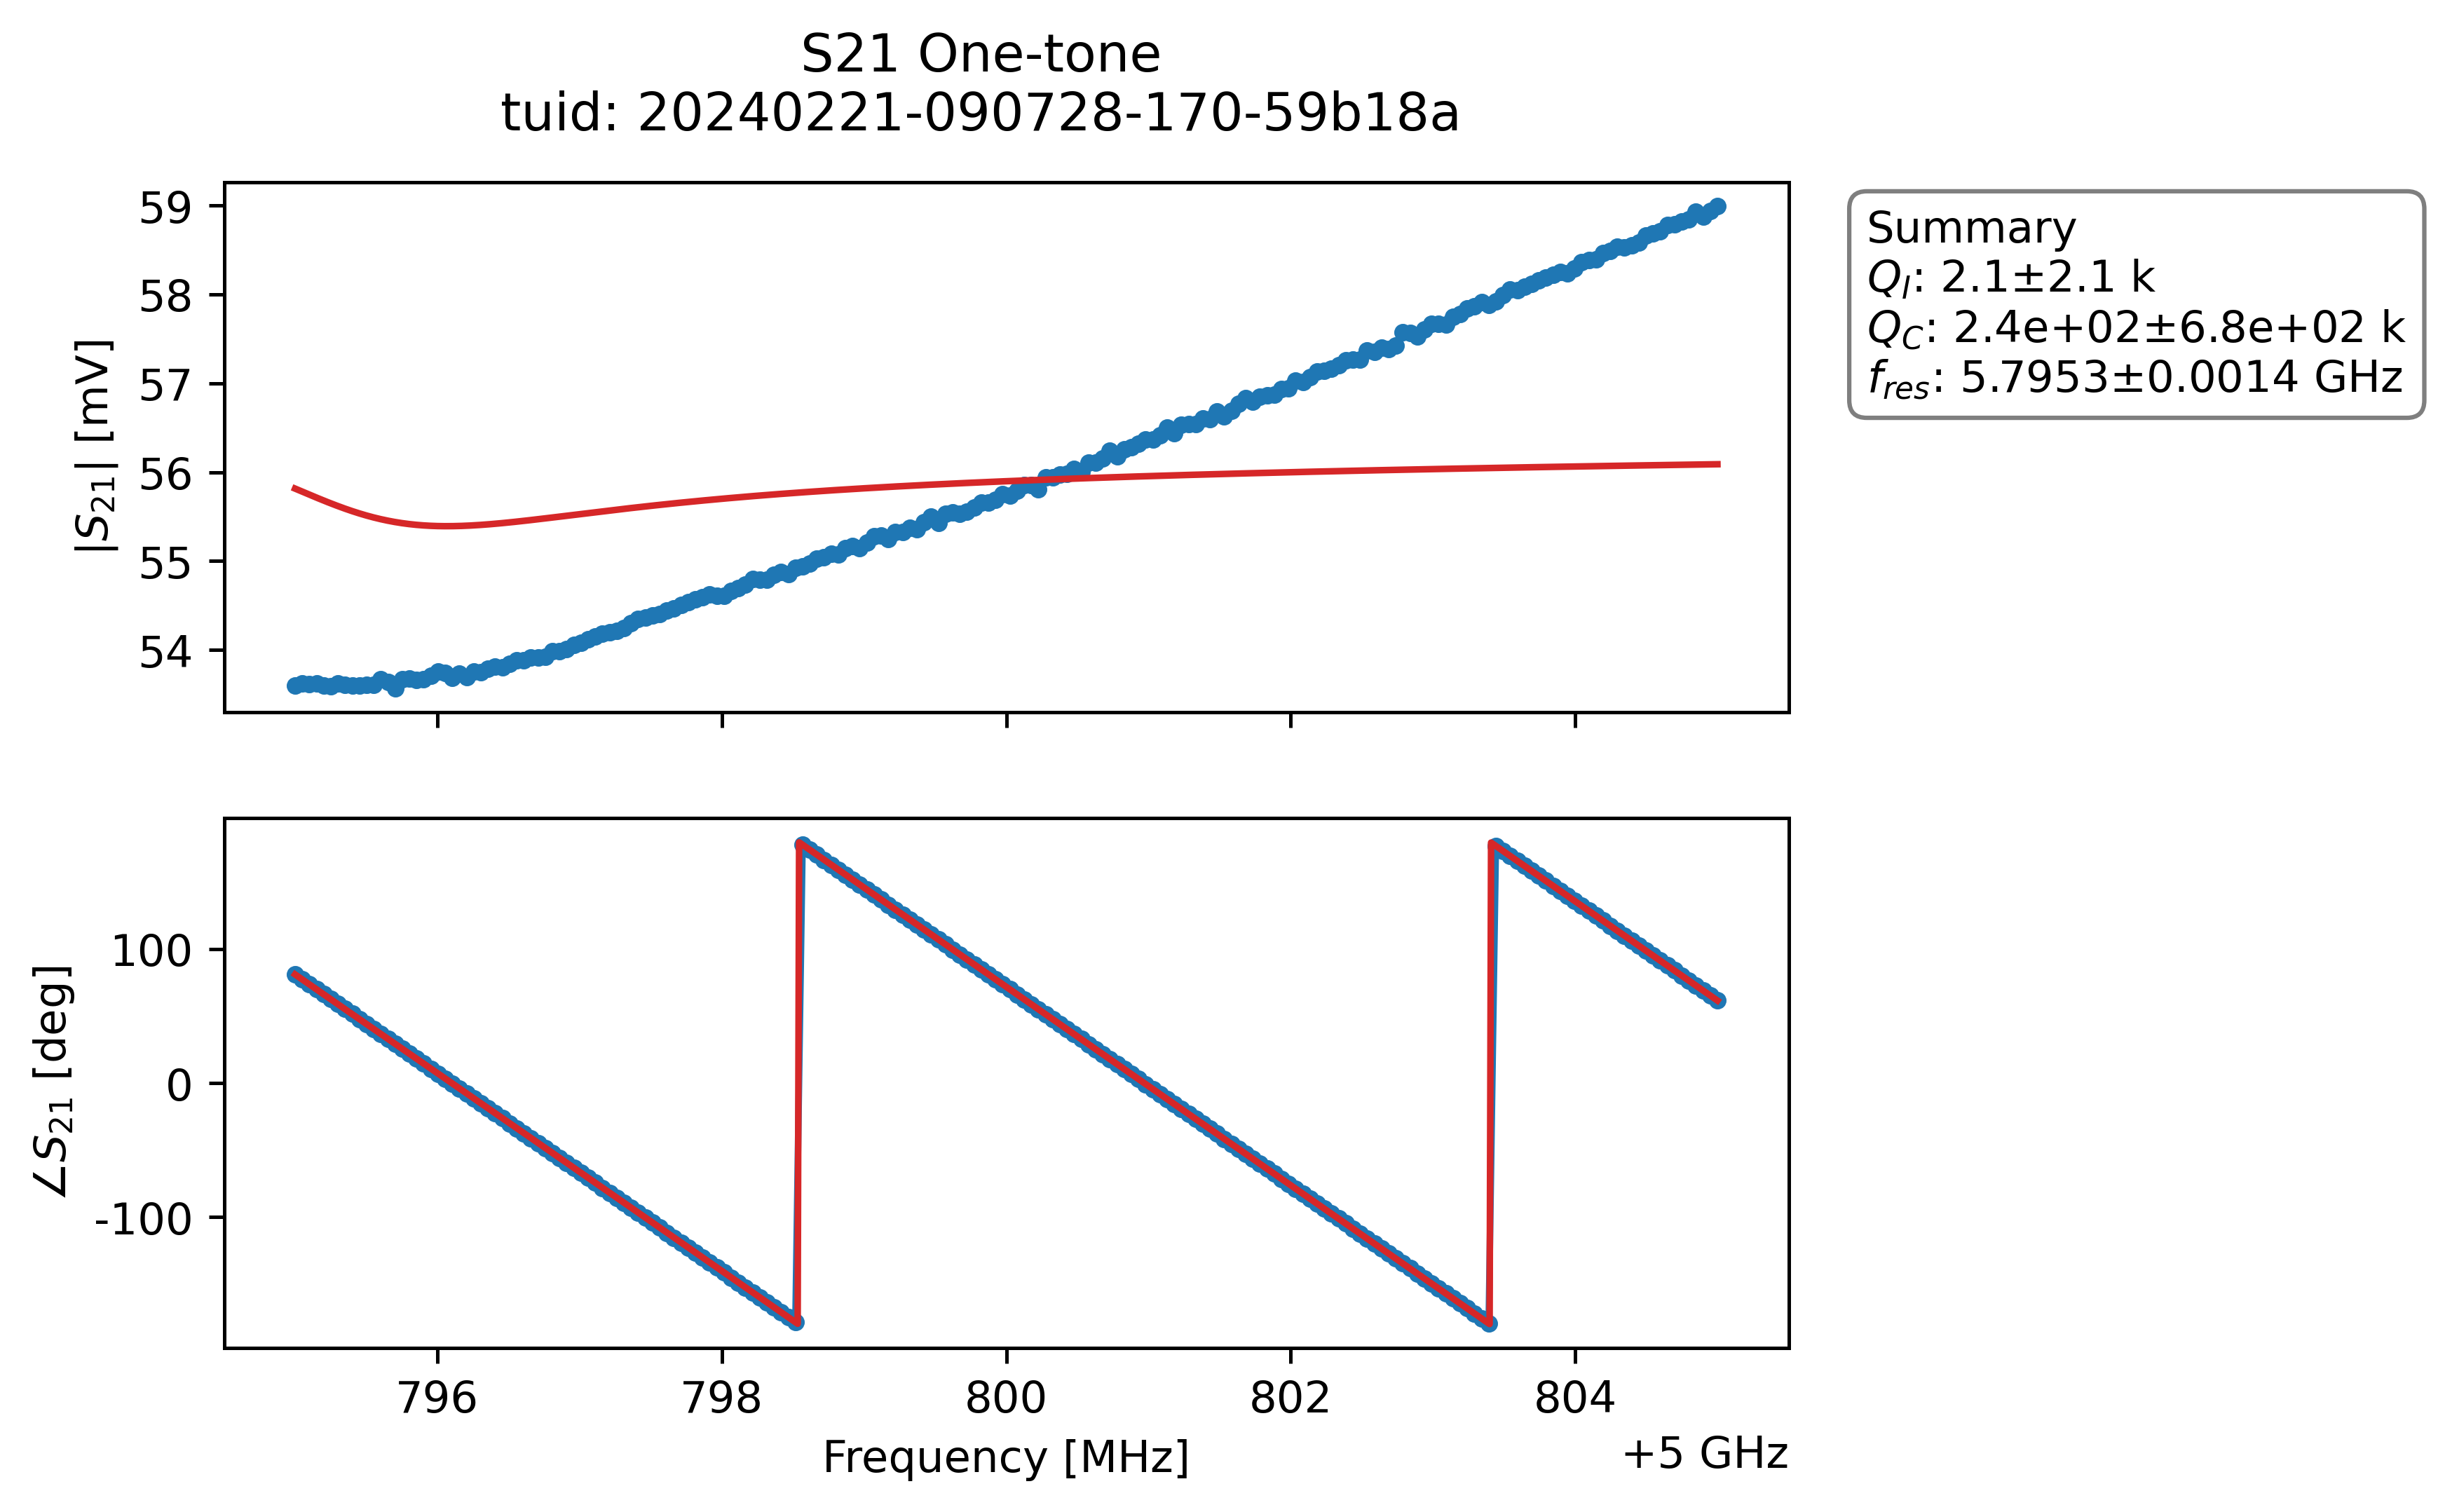 S21 One-tone
tuid: 20240221-090728-170-59b18a
59
58
57
56
55
54
|S21| [mV]
Summary
QI: 2.1±2.1 k
QC: 2.4e+02±6.8e+02 k
fres: 5.7953±0.0014 GHz
100
0
-100
∠S21 [deg]
796 798 800 802 804
Frequency [MHz]
+5 GHz